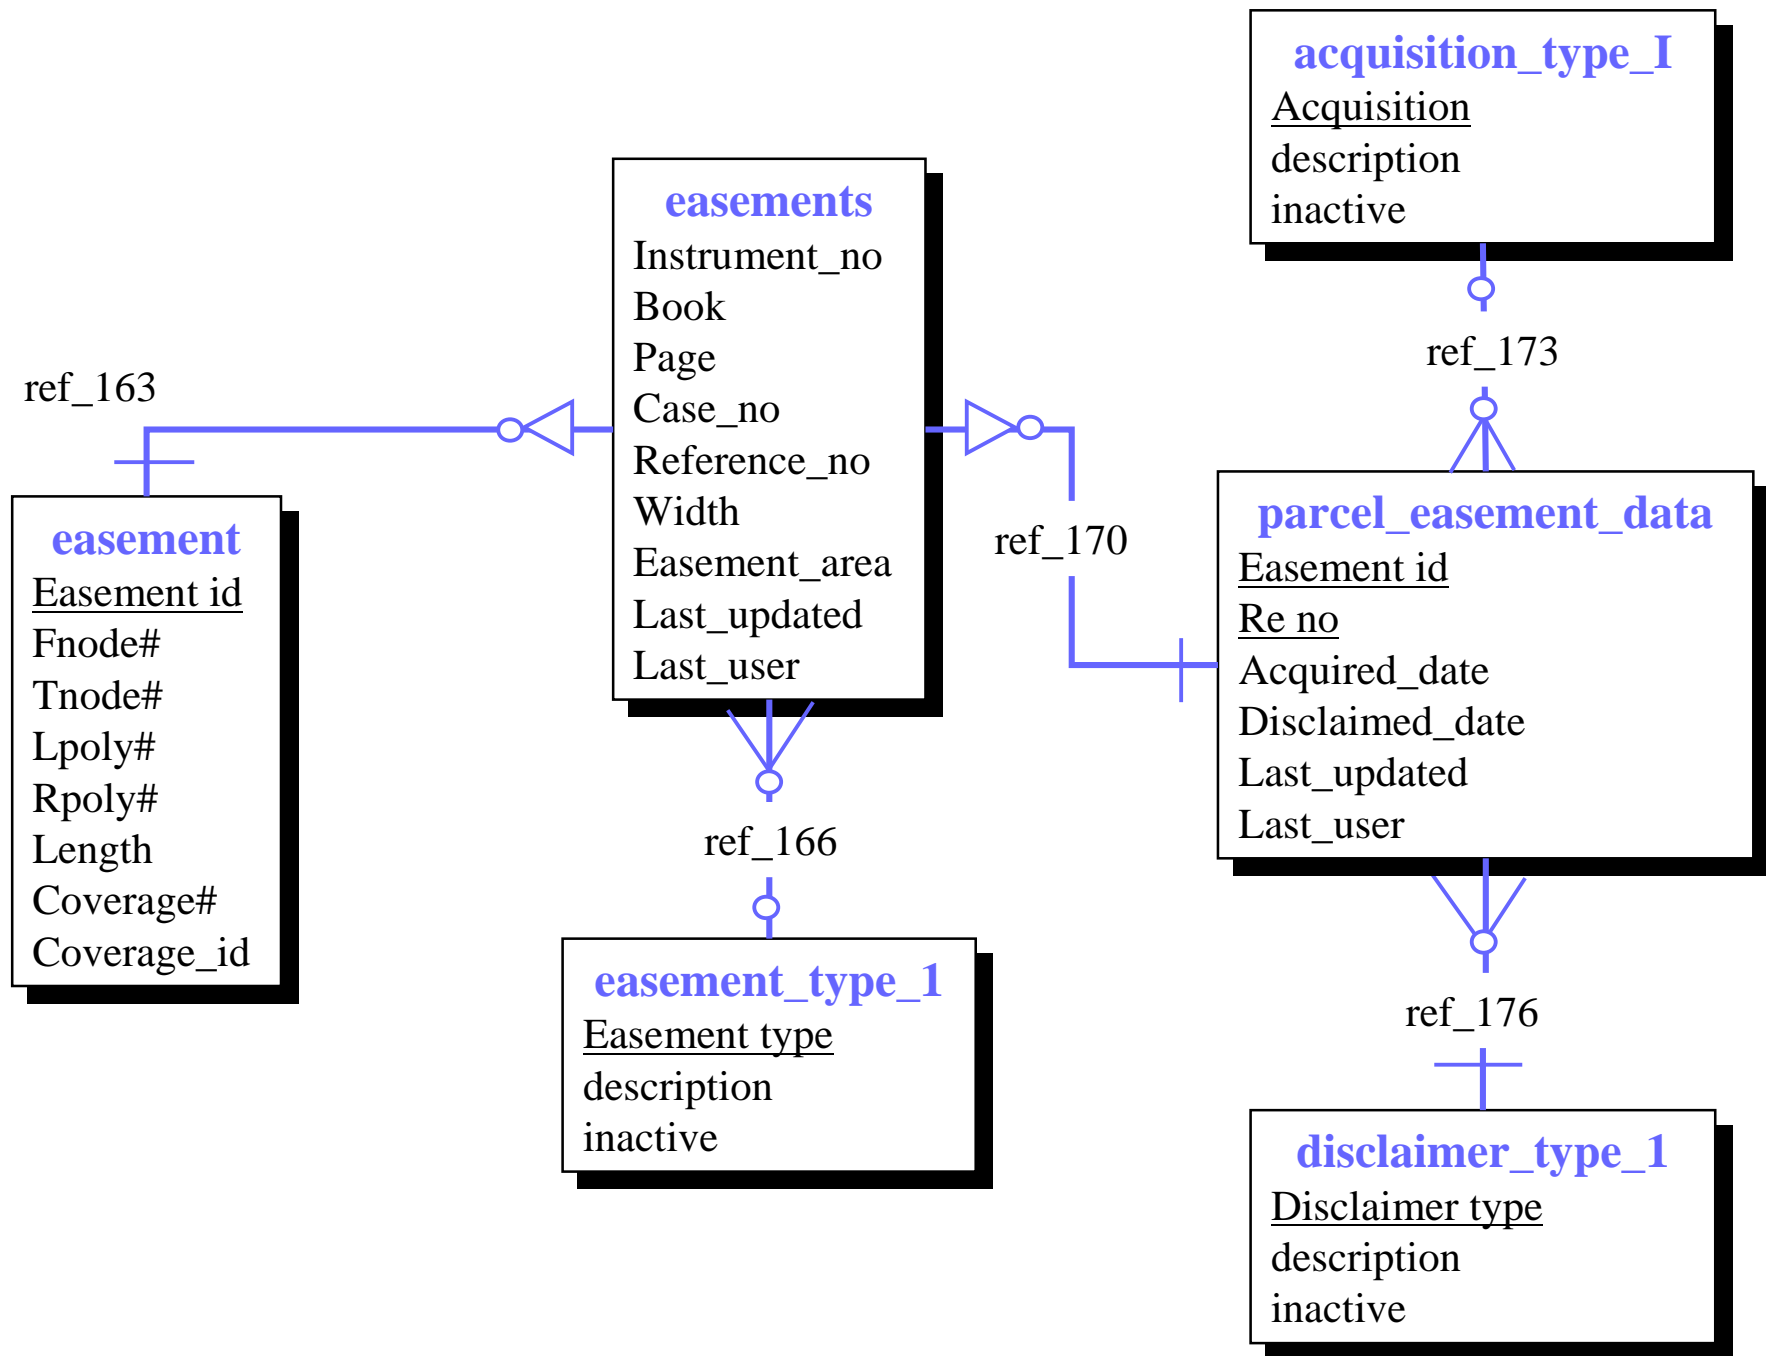 acquisition_type_I
Acquisition
description
inactive
easements
Instrument_no
Book
Page
Case_no
Reference_no
Width
Easement_area
Last_updated
Last_user
ref_163
ref_173
easement
Easement id
Fnode#
Tnode#
Lpoly#
Rpoly#
Length
Coverage#
Coverage_id
ref_170
parcel_easement_data
Easement id
Re no
Acquired_date
Disclaimed_date
Last_updated
Last_user
ref_166
easement_type_1
Easement type
description
inactive
ref_176
disclaimer_type_1
Disclaimer type
description
inactive